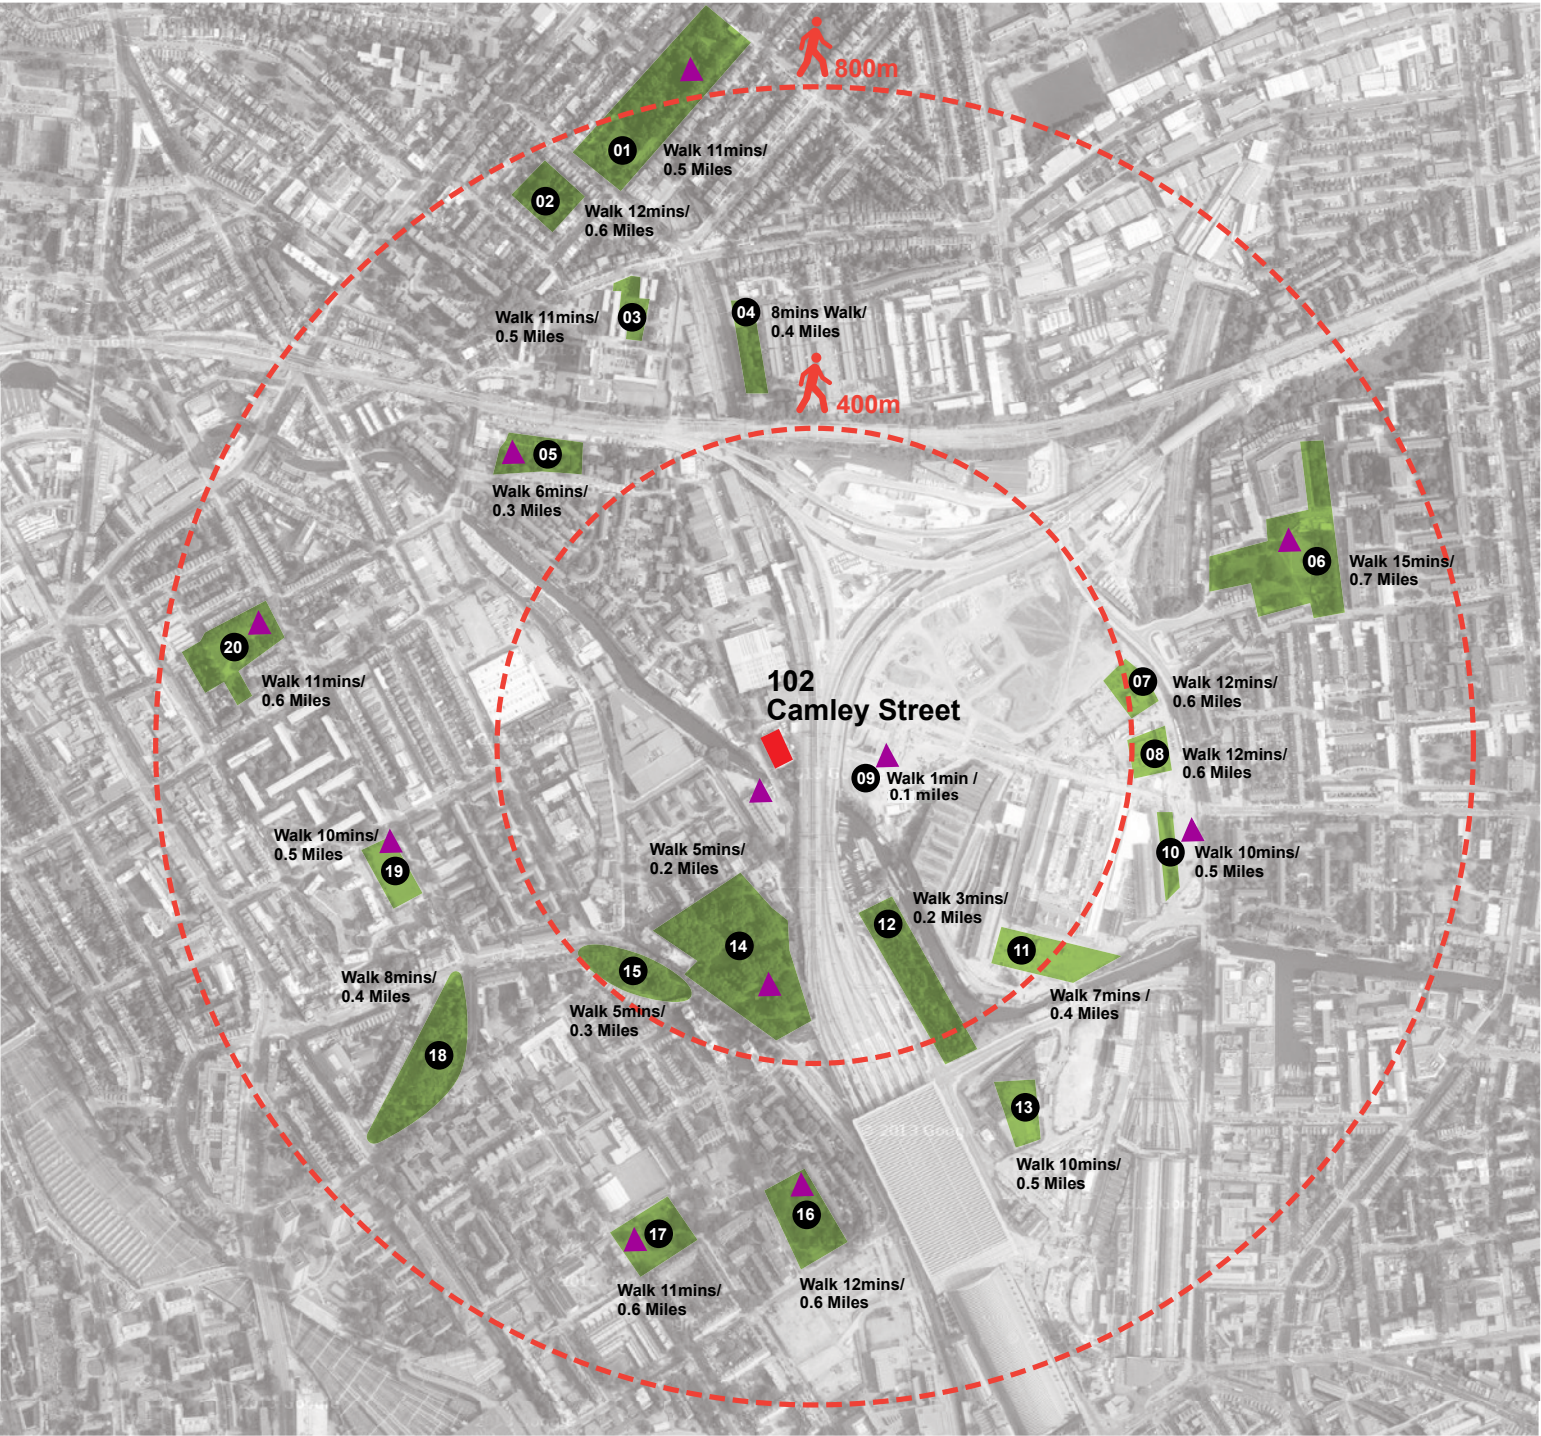 800m
01
Walk 11mins/
0.5 Miles
02
Walk 12mins/
0.6 Miles
03
Walk 11mins/
0.5 Miles
04
8mins Walk/
0.4 Miles
400m
05
Walk 6mins/
0.3 Miles
06
Walk 15mins/
0.7 Miles
20
Walk 11mins/
0.6 Miles
102
Camley Street
07
Walk 12mins/
0.6 Miles
08
Walk 12mins/
0.6 Miles
09
Walk 1min /
0.1 miles
Walk 10mins/
0.5 Miles
19
Walk 5mins/
0.2 Miles
10
Walk 10mins/
0.5 Miles
14
12
Walk 3mins/
0.2 Miles
11
Walk 7mins /
0.4 Miles
15
Walk 5mins/
0.3 Miles
Walk 8mins/
0.4 Miles
18
13
Walk 10mins/
0.5 Miles
© 2013 Goog
17
Walk 11mins/
0.6 Miles
16
Walk 12mins/
0.6 Miles